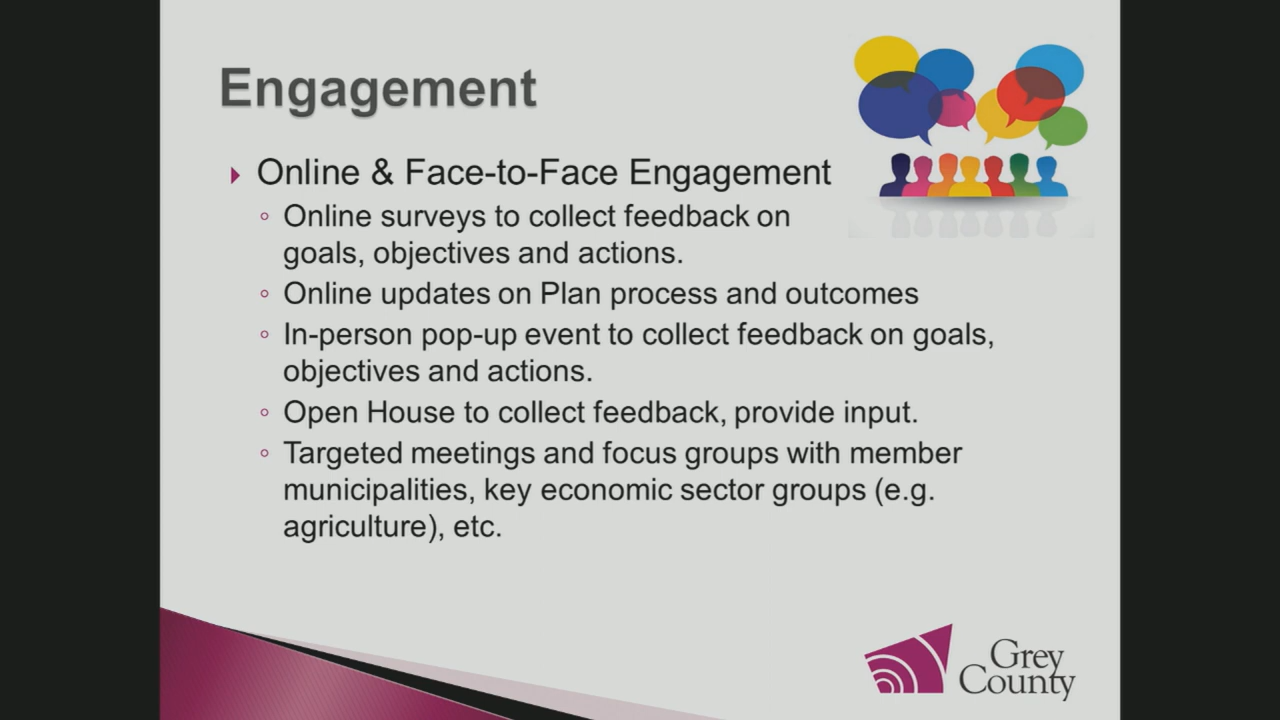 Engagement
Online & Face-to-Face Engagement
Online surveys to collect feedback on
goals, objectives and actions.
Online updates on Plan process and outcomes
In-person pop-up event to collect feedback on goals,
objectives and actions.
Open House to collect feedback, provide input.
Targeted meetings and focus groups with member
municipalities, key economic sector groups (e.g.
agriculture), etc.
Grey
County